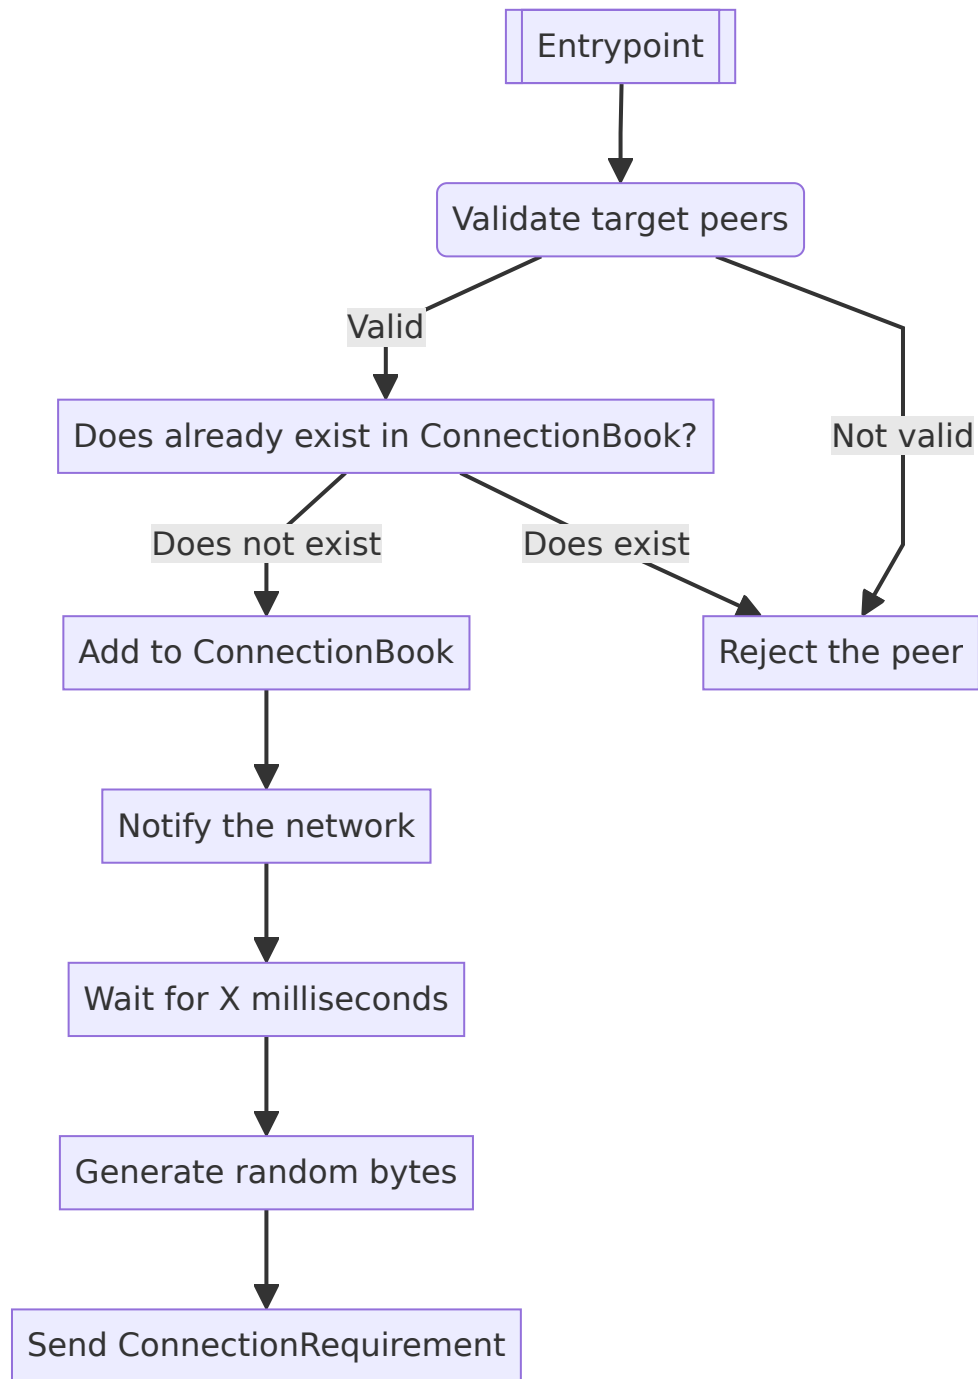 Entrypoint
Validate target peers
Valid
Does already exist in ConnectionBook?
Not valid
Does not exist
Does exist
Add to ConnectionBook
Reject the peer
Notify the network
Wait for X milliseconds
Generate random bytes
Send ConnectionRequirement